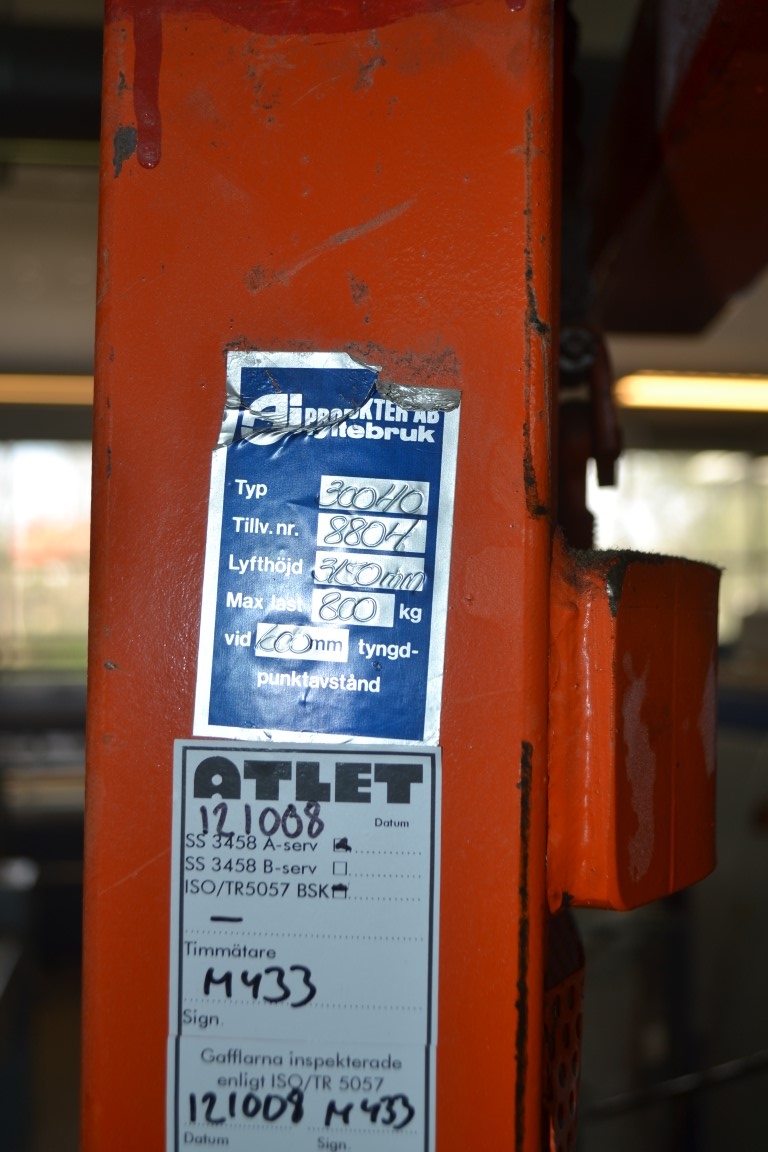 Ai PRODUKTER AB
Lyftebruk
Typ 300HO
Tillv. nr. 8804
Lyfthöjd 3150mm
Max last 800 kg
vid 600mm tyngd-
punktavstånd
ATLET
121008 Datum
SS 3458 A-serv
SS 3458 B-serv
ISO/TR5057 BSK
–
Timmätare
M433
Sign.
Gafflarna inspekterade
enligt ISO/TR 5057
121008 M433
Datum Sign.